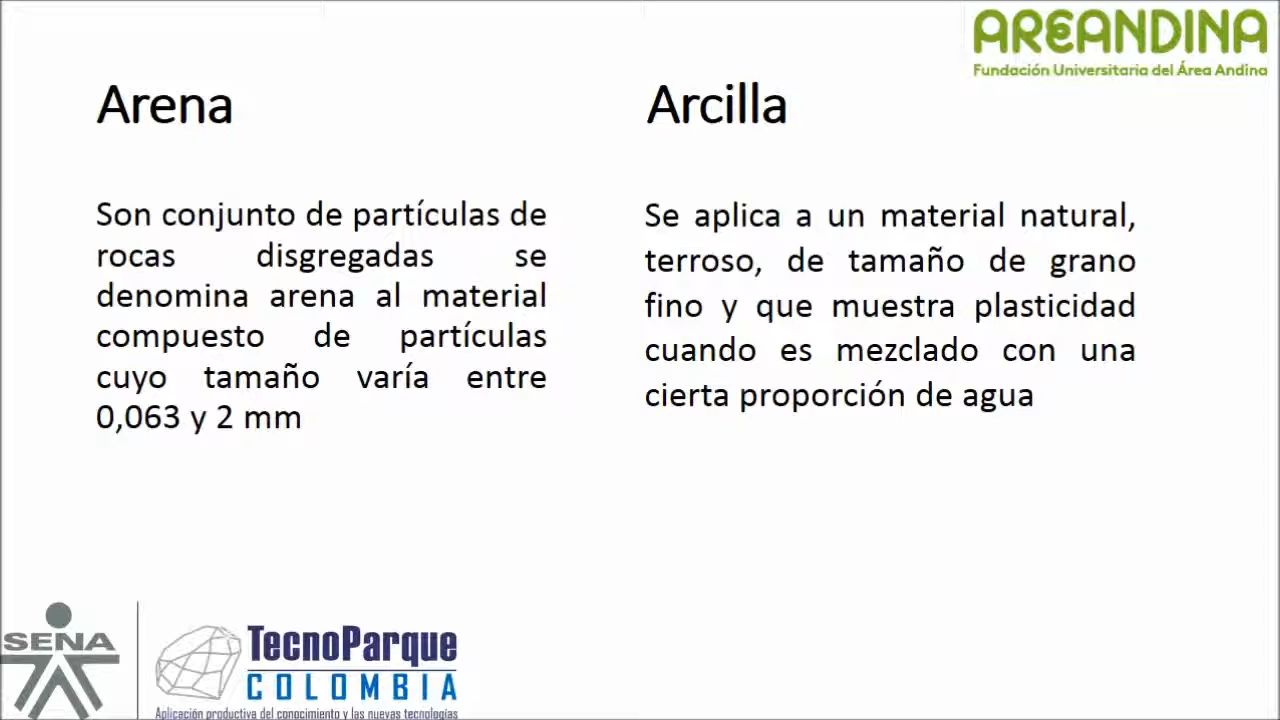 AREANDINA
Fundación Universitaria del Área Andina
Arena
Son conjunto de partículas de
rocas disgregadas se
denomina arena al material
compuesto de partículas
cuyo tamaño varía entre
0,063 y 2 mm
Arcilla
Se aplica a un material natural,
terroso, de tamaño de grano
fino y que muestra plasticidad
cuando es mezclado con una
cierta proporción de agua
SENA
TecnoParque
COLOMBIA
Aplicación productiva del conocimiento y las nuevas tecnologías